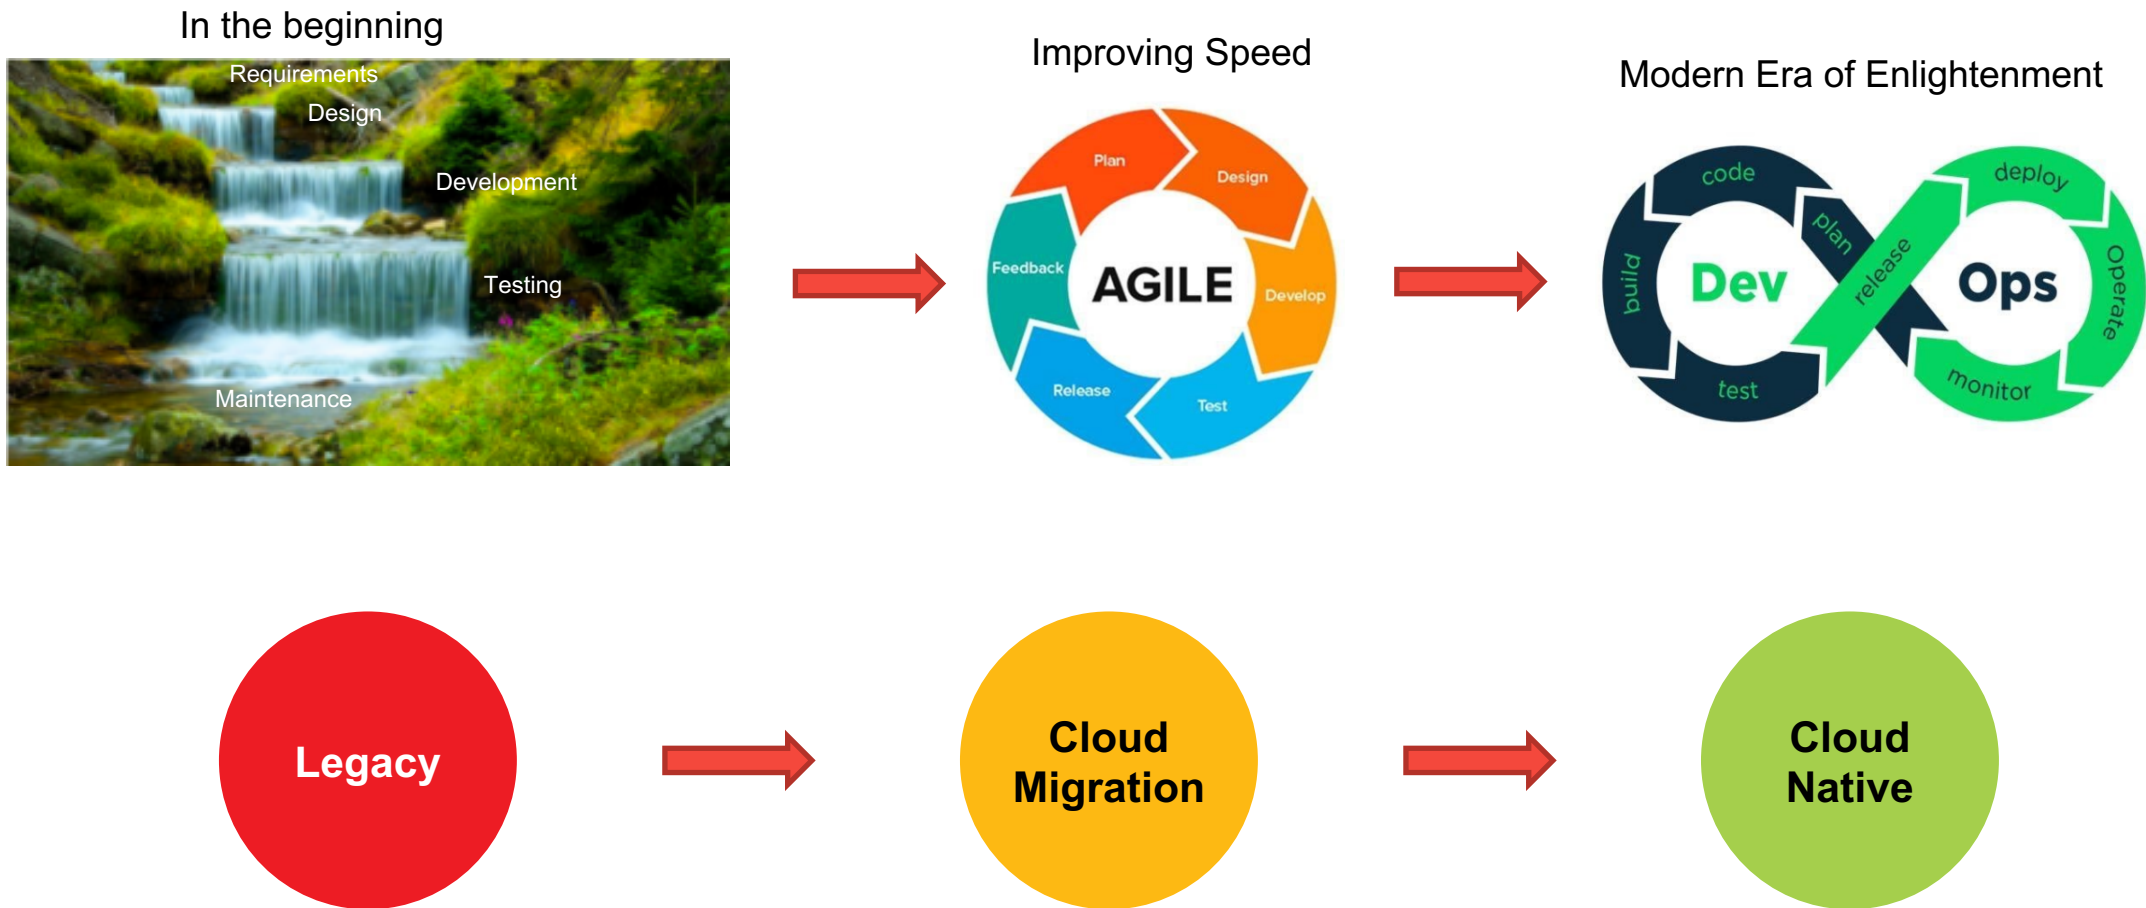 In the beginning
Requirements
Design
Development
Testing
Maintenance
Improving Speed
Plan
Design
Develop
Test
Release
Feedback
AGILE
Modern Era of Enlightenment
code
plan
build
test
Dev
release
deploy
Operate
monitor
Ops
Legacy
Cloud
Migration
Cloud
Native